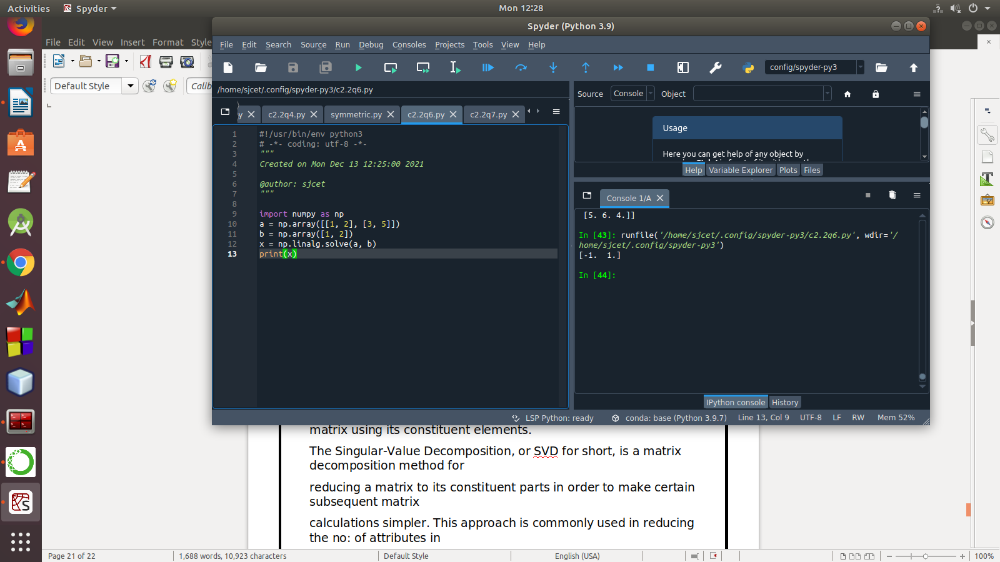 Activities
Spyder
Mon 12:28
Spyder (Python 3.9)
File Edit View Insert Format Style
Default Style
Calib
File Edit Search Source Run Debug Consoles Projects Tools View Help
config/spyder-py3
/home/sjcet/.config/spyder-py3/c2.2q6.py
y c2.2q4.py symmetric.py c2.2q6.py c2.2q7.py
1 #!/usr/bin/env python3
2 # -*- coding: utf-8 -*-
3 """
4 Created on Mon Dec 13 12:25:00 2021
5
6 @author: sjcet
7 """
8
9 import numpy as np
10 a = np.array([[1, 2], [3, 5]])
11 b = np.array([1, 2])
12 x = np.linalg.solve(a, b)
13 print(x)
Source Console Object
Usage
Here you can get help of any object by
Help Variable Explorer Plots Files
Console 1/A
[5. 6. 4.]]
In [43]: runfile('/home/sjcet/.config/spyder-py3/c2.2q6.py', wdir='/
home/sjcet/.config/spyder-py3')
[-1.  1.]
In [44]:
IPython console History
LSP Python: ready conda: base (Python 3.9.7) Line 13, Col 9 UTF-8 LF RW Mem 52%
matrix using its constituent elements.
The Singular-Value Decomposition, or SVD for short, is a matrix
decomposition method for
reducing a matrix to its constituent parts in order to make certain
subsequent matrix
calculations simpler. This approach is commonly used in reducing
the no: of attributes in
Page 21 of 22 1,688 words, 10,923 characters Default Style English (USA) 100%